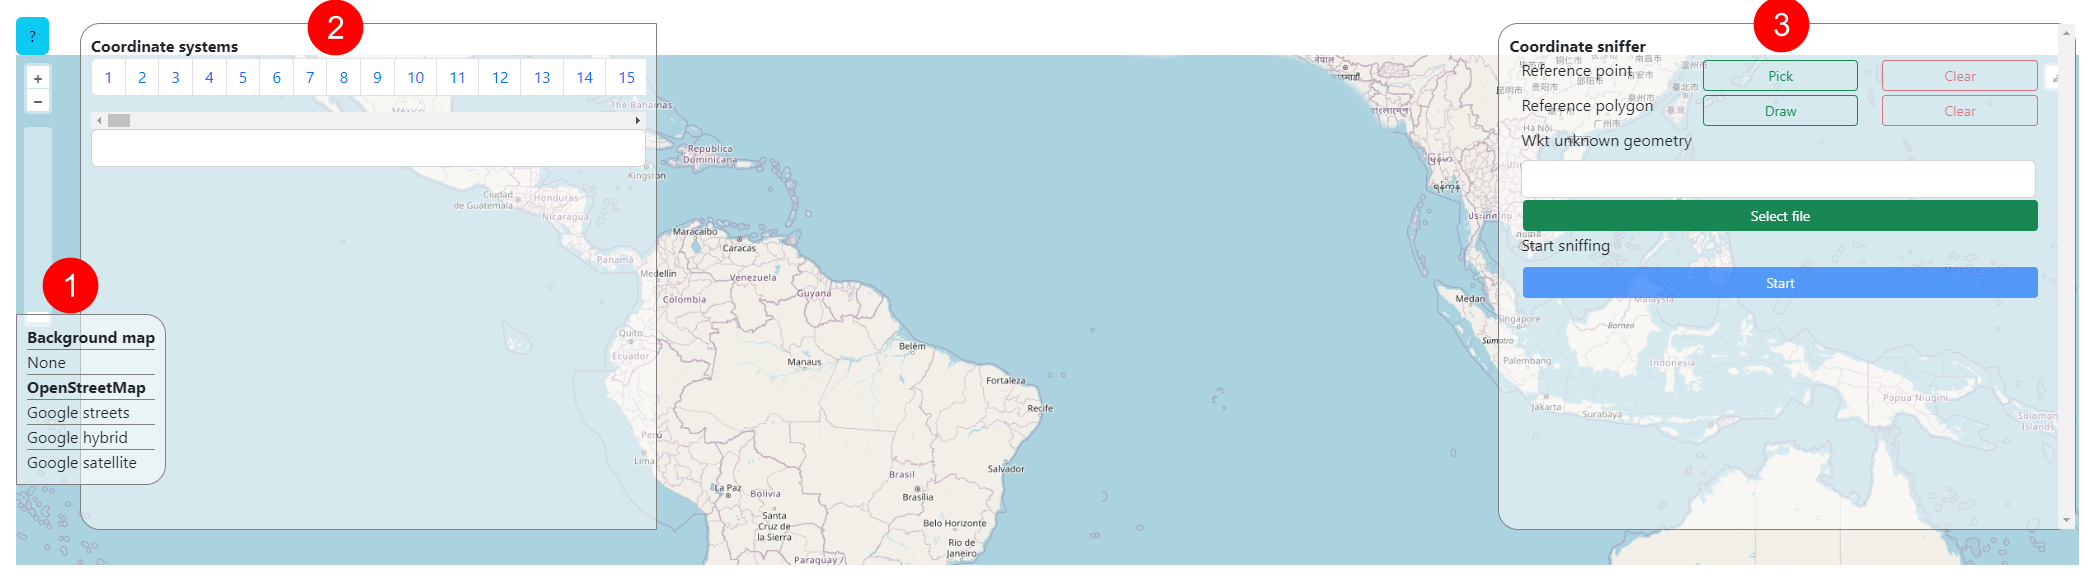 ?
2
3
Coordinate systems
Coordinate sniffer
1 2 3 4 5 6 7 8 9 10 11 12 13 14 15
+
−
Reference point Pick Clear
Reference polygon Draw Clear
Wkt unknown geometry
Select file
Start sniffing
Start
1
Background map
None
OpenStreetMap
Google streets
Google hybrid
Google satellite
México
The Bahamas
República
Dominicana
Kingston
Ciudad
de Guatemala
Honduras
Nicaragua
Maracaibo
Caracas
Panamá
Medellín
Venezuela
Guyana
Colombia
Quito
Ecuador
Belém
Manaus
Fortaleza
Recife
Perú
Lima
Salvador
Brasil
La Paz
Bolivia
Brasília
Santa
Cruz de
la Sierra
Belo Horizonte
Rio de
Janeiro
Paraguay
नेपाल
काठमाडौं
Hà Nội
Medan
Malaysia
Singapore
Borneo
Sumatra
Palembang
Indonesia
Jakarta
Surabaya
Micronesia
Papua Niugini
Solomon
Islands